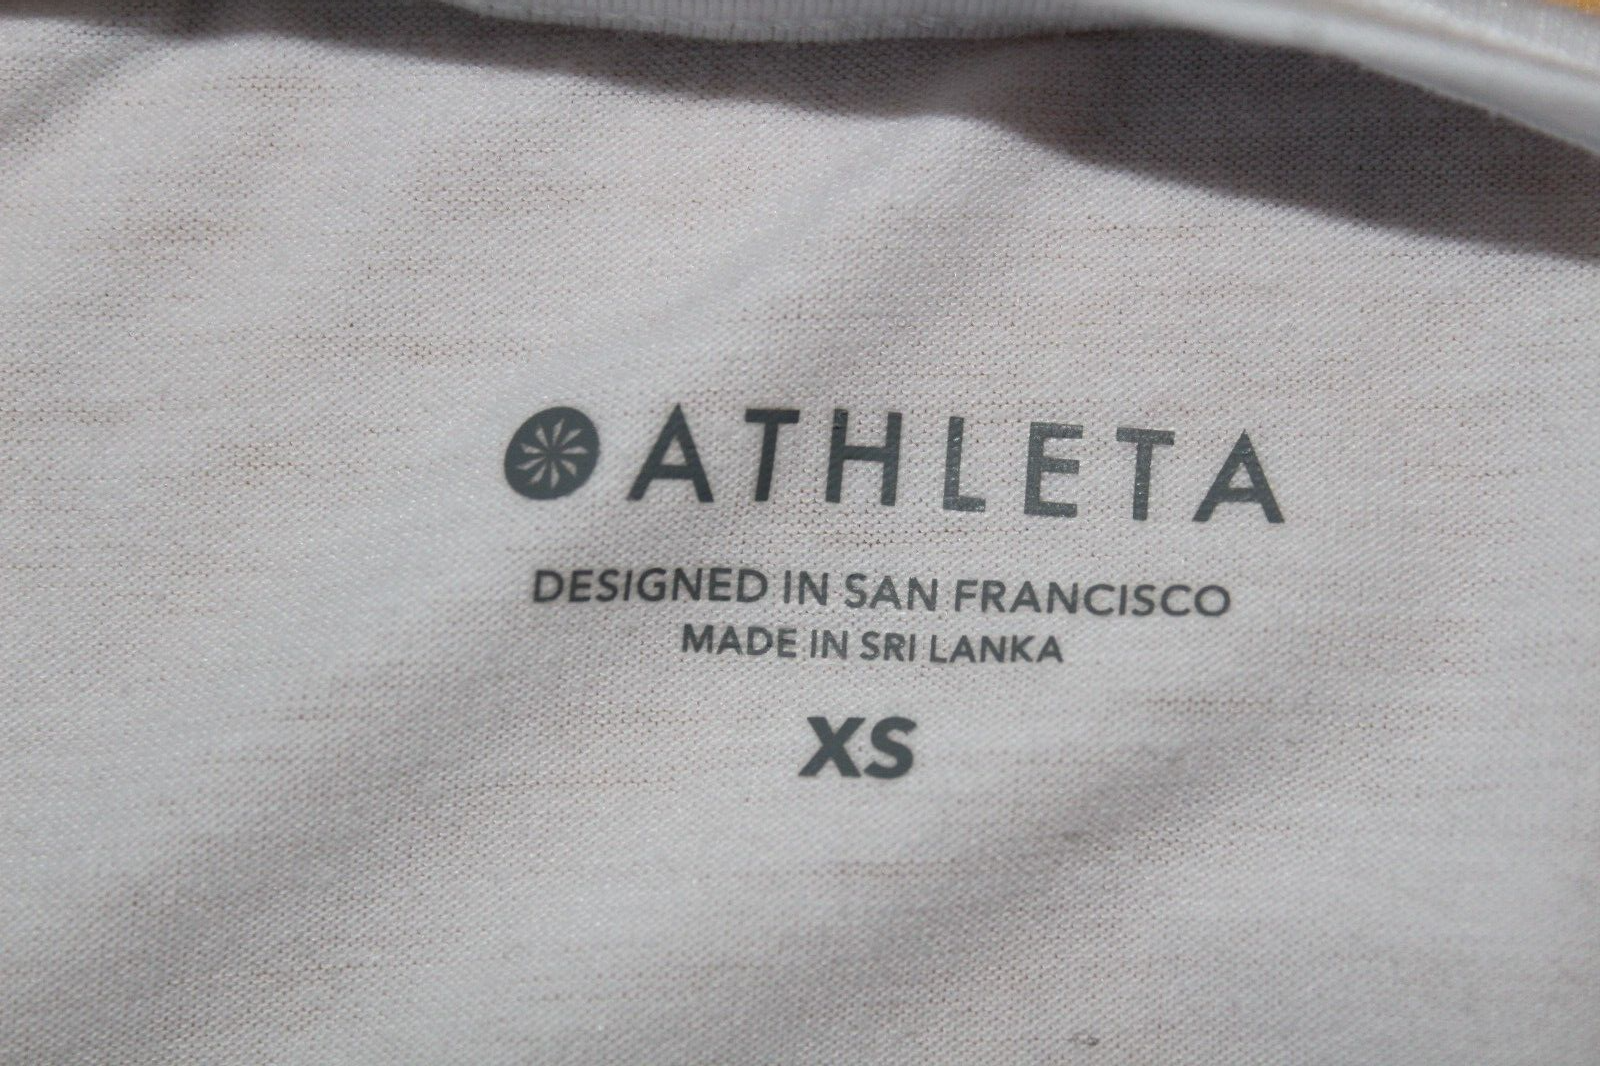 ATHLETA
DESIGNED IN SAN FRANCISCO
MADE IN SRI LANKA
XS